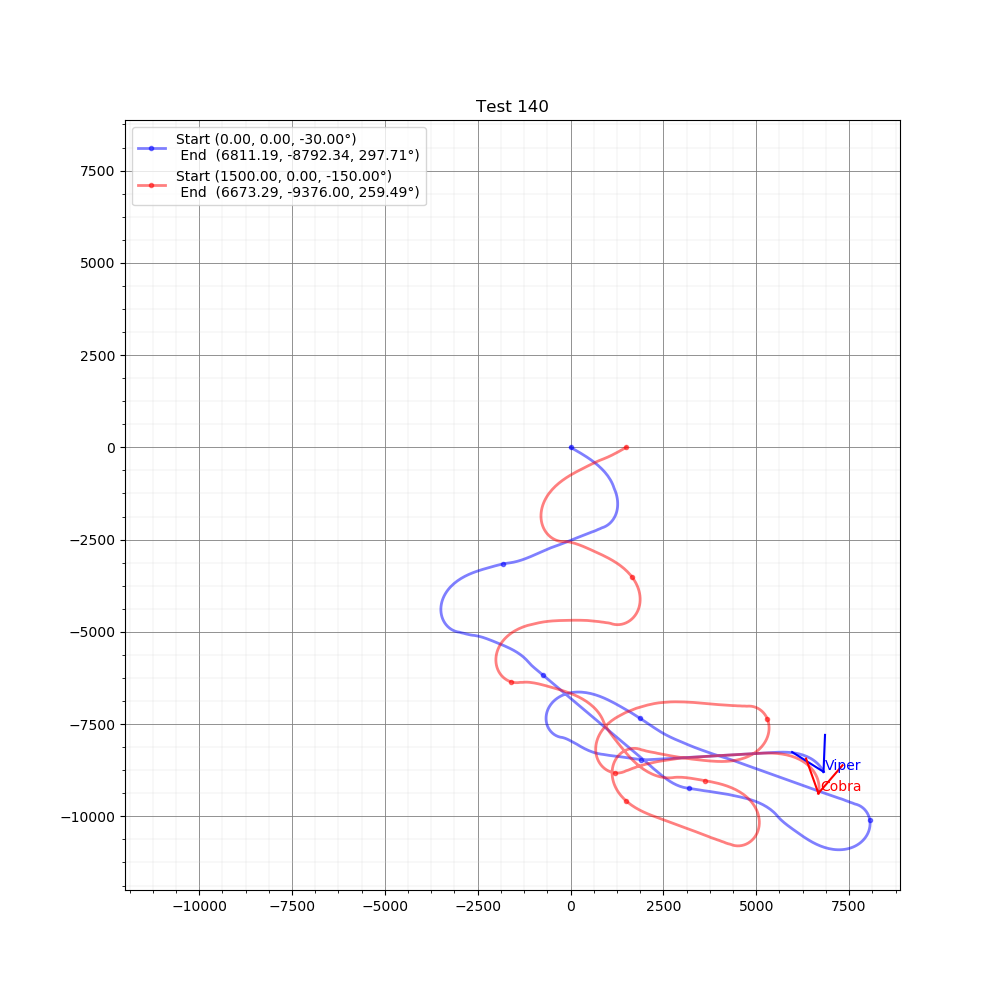 Test 140
Start (0.00, 0.00, -30.00°)
End (6811.19, -8792.34, 297.71°)
Start (1500.00, 0.00, -150.00°)
End (6673.29, -9376.00, 259.49°)
7500
5000
2500
0
−2500
−5000
−7500
−10000
Viper
Cobra
−10000 −7500 −5000 −2500 0 2500 5000 7500